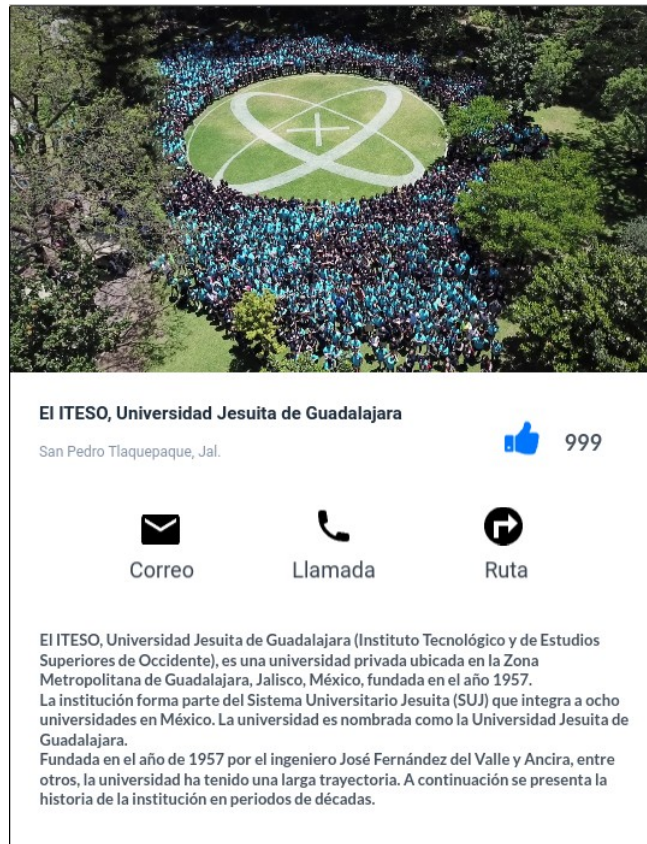 El ITESO, Universidad Jesuita de Guadalajara
San Pedro Tlaquepaque, Jal.
999
Correo
Llamada
Ruta
El ITESO, Universidad Jesuita de Guadalajara (Instituto Tecnológico y de Estudios
Superiores de Occidente), es una universidad privada ubicada en la Zona
Metropolitana de Guadalajara, Jalisco, México, fundada en el año 1957.
La institución forma parte del Sistema Universitario Jesuita (SUJ) que integra a ocho
universidades en México. La universidad es nombrada como la Universidad Jesuita de
Guadalajara.
Fundada en el año de 1957 por el ingeniero José Fernández del Valle y Ancira, entre
otros, la universidad ha tenido una larga trayectoria. A continuación se presenta la
historia de la institución en periodos de décadas.